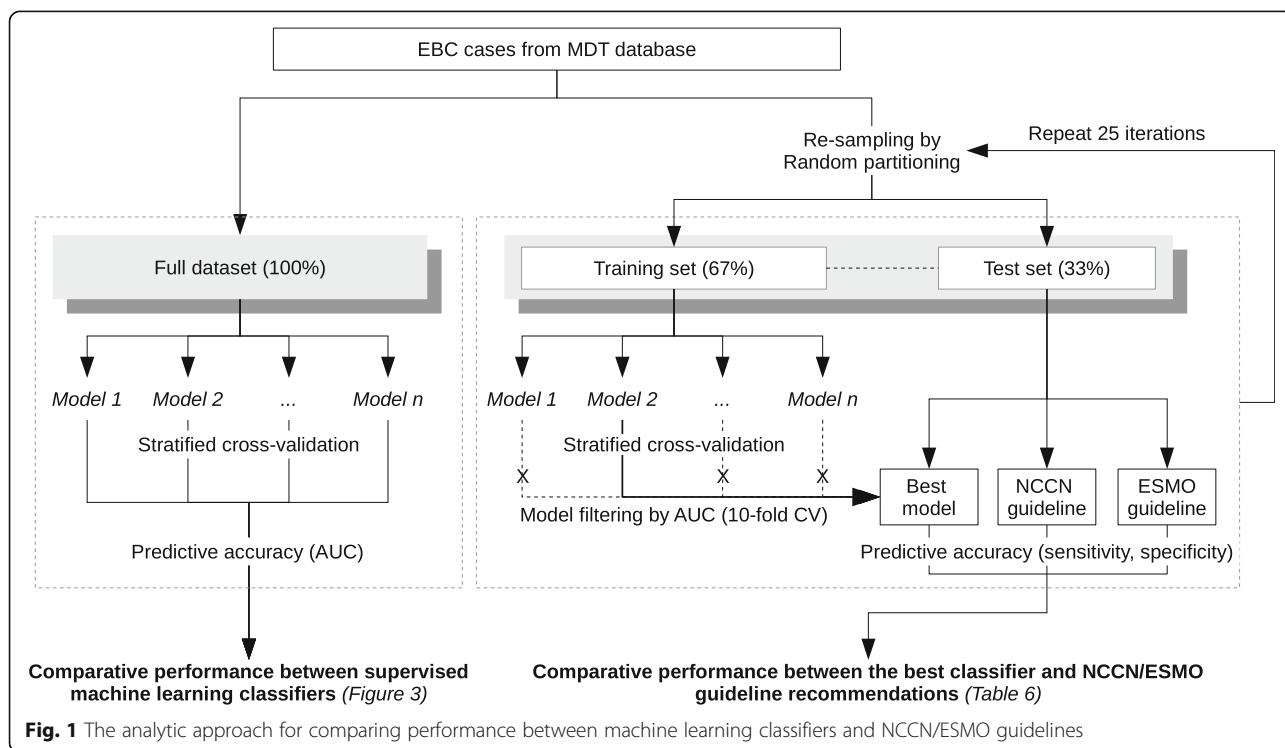 EBC cases from MDT database
Re-sampling by
Random partitioning
Repeat 25 iterations
Full dataset (100%)
Training set (67%)
Test set (33%)
Model 1
Model 2
...
Model n
Stratified cross-validation
Predictive accuracy (AUC)
Model 1
Model 2
...
Model n
Stratified cross-validation
X
X
X
Model filtering by AUC (10-fold CV)
Best
model
NCCN
guideline
ESMO
guideline
Predictive accuracy (sensitivity, specificity)
Comparative performance between supervised
machine learning classifiers (Figure 3)
Comparative performance between the best classifier and NCCN/ESMO
guideline recommendations (Table 6)
Fig. 1 The analytic approach for comparing performance between machine learning classifiers and NCCN/ESMO guidelines